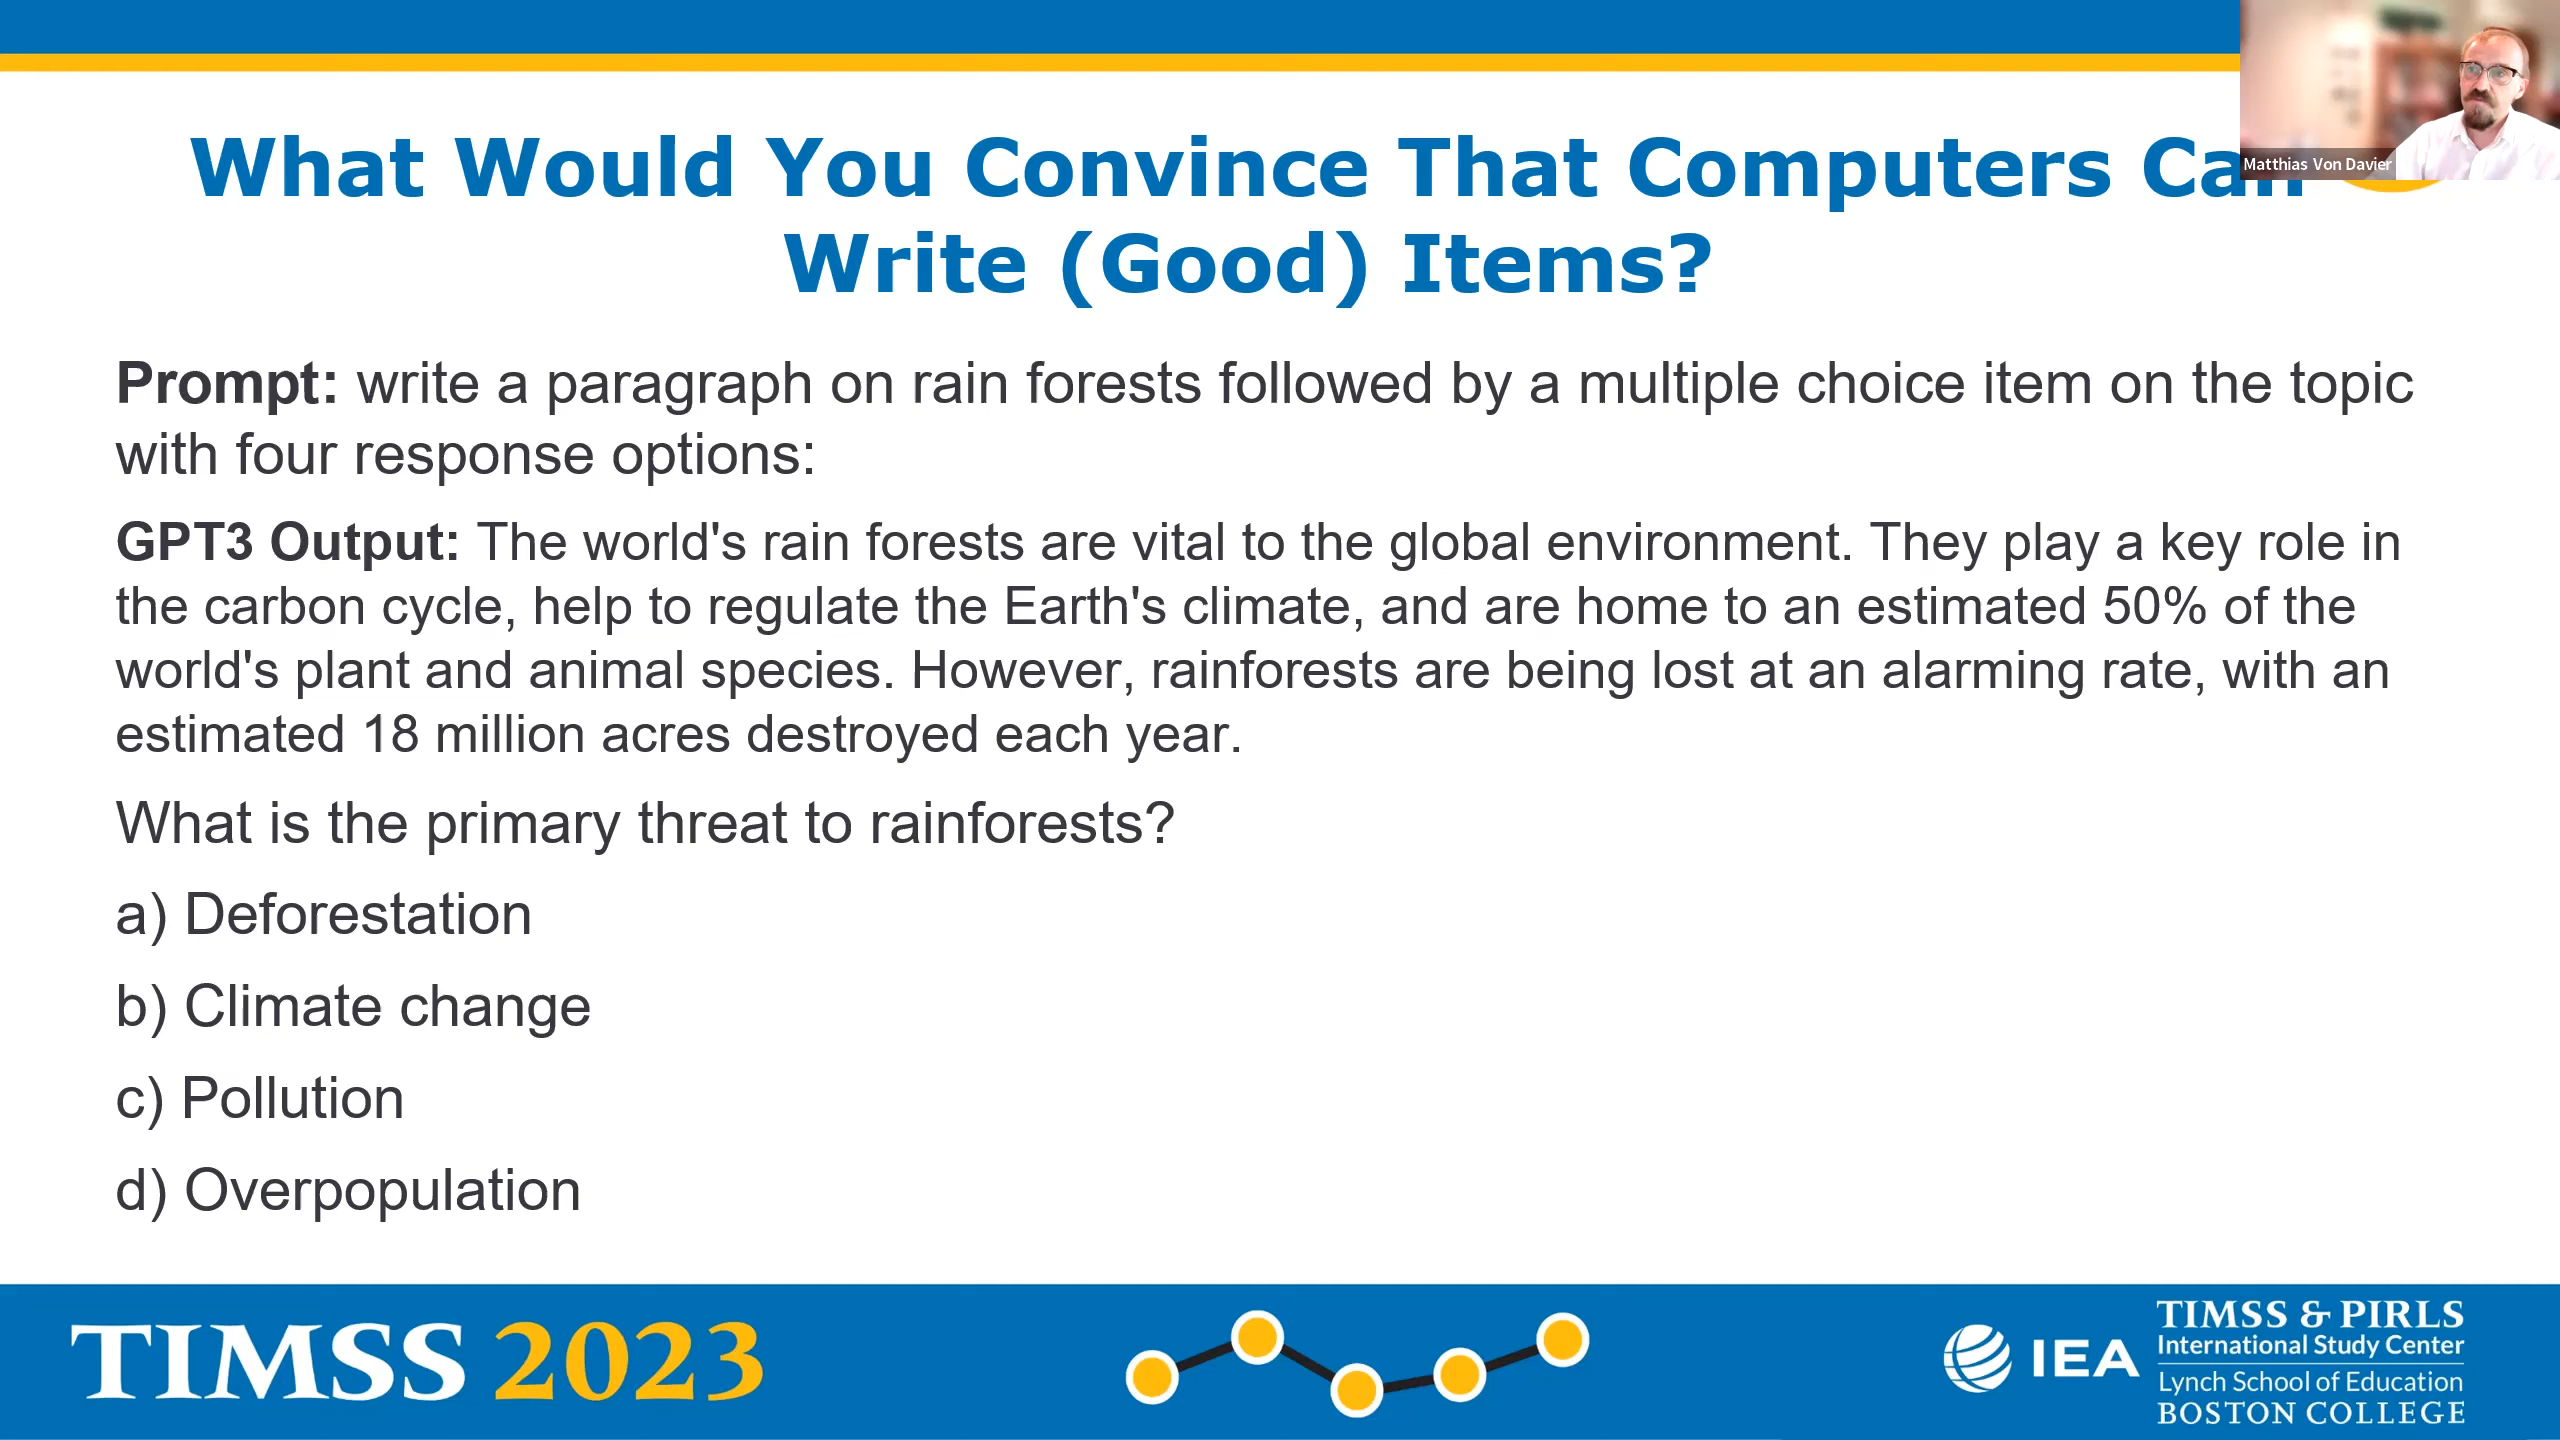 What Would You Convince That Computers Can
Matthias Von Davier
Write (Good) Items?
Prompt: write a paragraph on rain forests followed by a multiple choice item on the topic
with four response options:
GPT3 Output: The world's rain forests are vital to the global environment. They play a key role in
the carbon cycle, help to regulate the Earth's climate, and are home to an estimated 50% of the
world's plant and animal species. However, rainforests are being lost at an alarming rate, with an
estimated 18 million acres destroyed each year.
What is the primary threat to rainforests?
a) Deforestation
b) Climate change
c) Pollution
d) Overpopulation
TIMSS 2023
IEA
TIMSS & PIRLS
International Study Center
Lynch School of Education
BOSTON COLLEGE